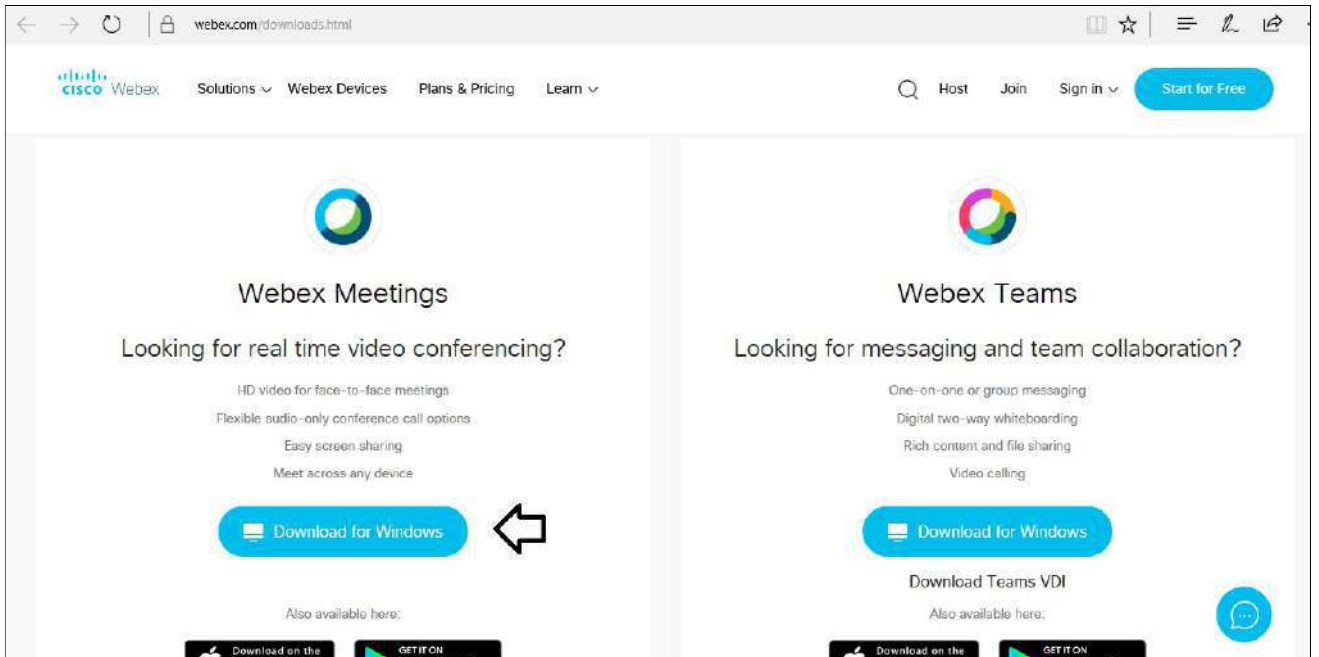 webex.com/downloads.html
cisco Webex Solutions Webex Devices Plans & Pricing Learn Host Join Sign in Start for Free
Webex Meetings
Looking for real time video conferencing?
HD video for face-to-face meetings
Flexible audio-only conference call options
Easy screen sharing
Meet across any device
Download for Windows
Also available here:
Download on the
GET IT ON
Webex Teams
Looking for messaging and team collaboration?
One-on-one or group messaging
Digital two-way whiteboarding
Rich content and file sharing
Video calling
Download for Windows
Download Teams VDI
Also available here:
Download on the
GET IT ON